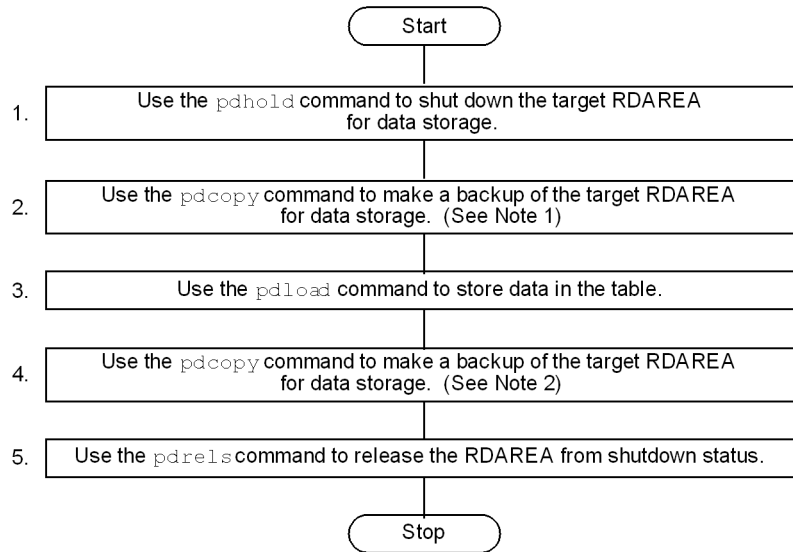 Start
1.
Use the pdhold command to shut down the target RDAREA
for data storage.
2.
Use the pdcopy command to make a backup of the target RDAREA
for data storage. (See Note 1)
3.
Use the pdload command to store data in the table.
4.
Use the pdcopy command to make a backup of the target RDAREA
for data storage. (See Note 2)
5.
Use the pdrels command to release the RDAREA from shutdown status.
Stop